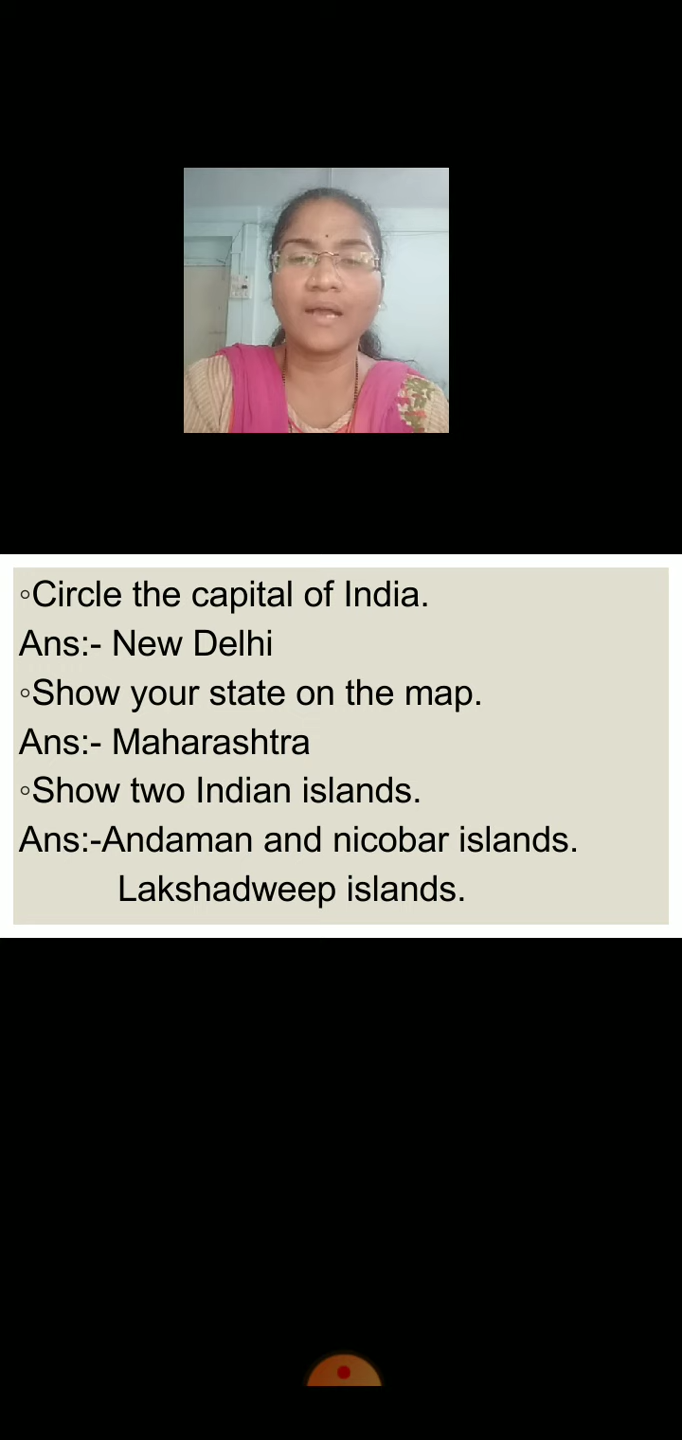 ◦Circle the capital of India.
Ans:- New Delhi
◦Show your state on the map.
Ans:- Maharashtra
◦Show two Indian islands.
Ans:-Andaman and nicobar islands.
Lakshadweep islands.